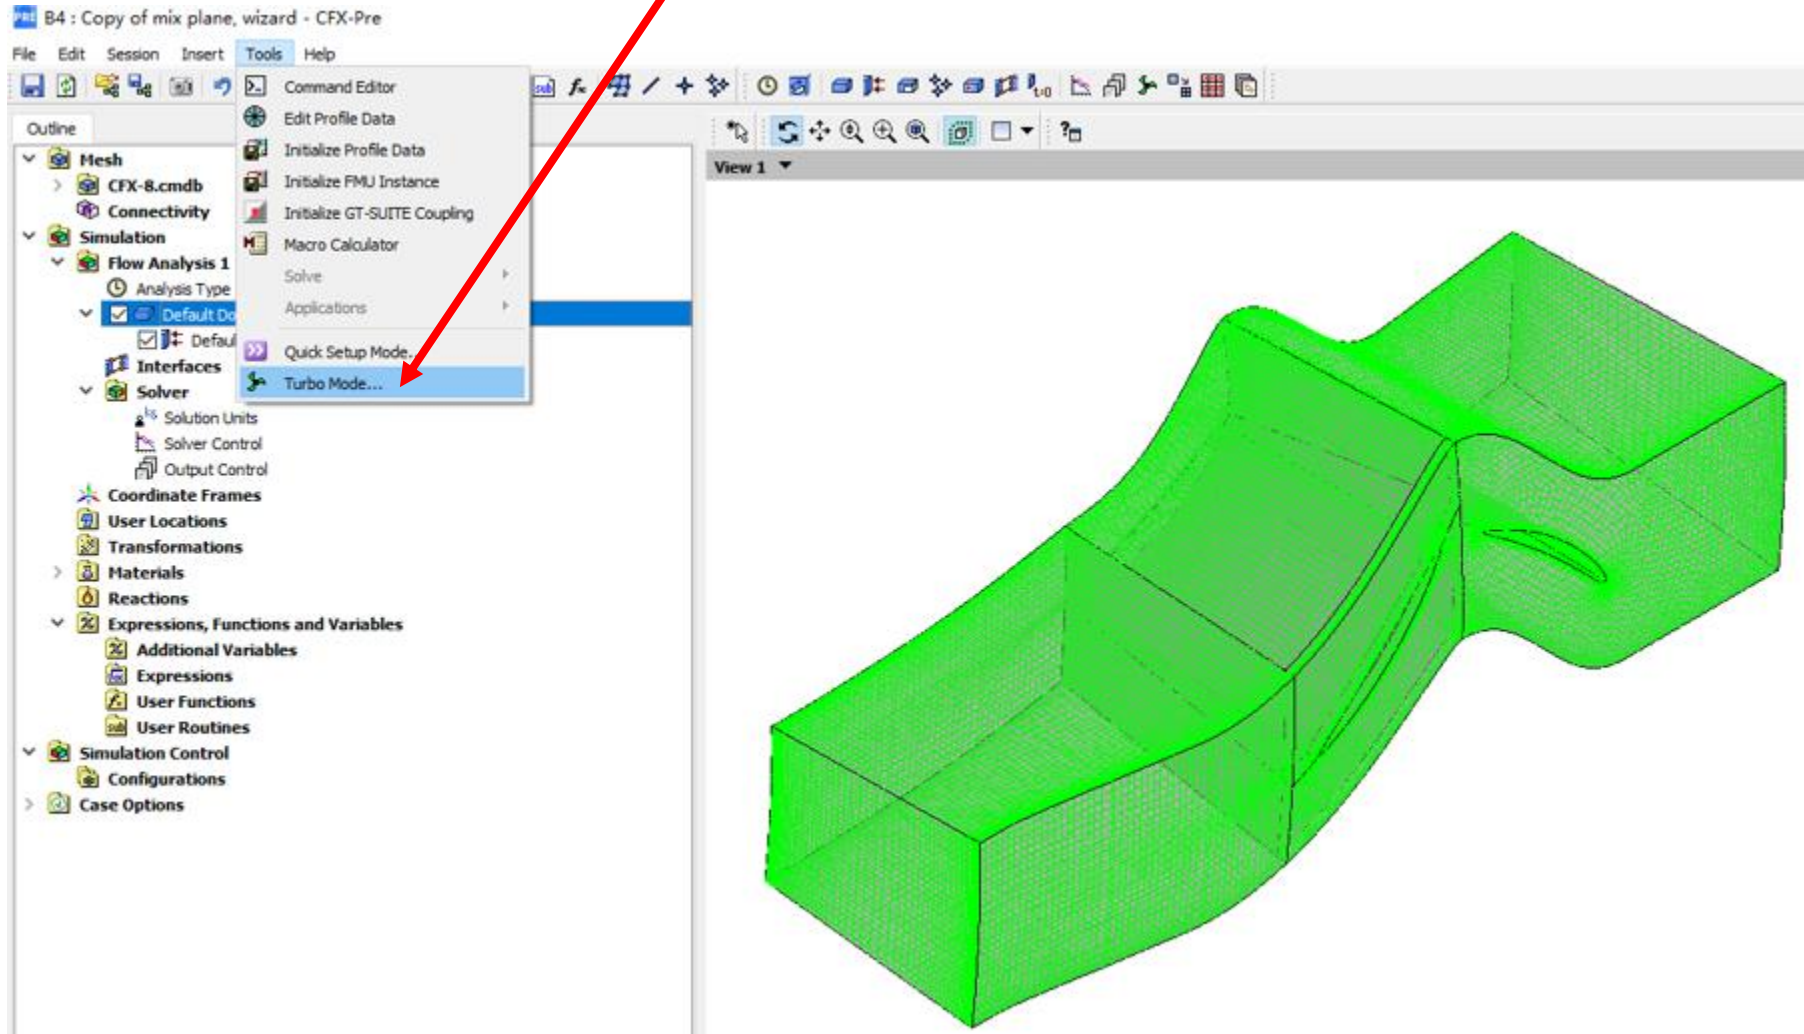 PRE B4 : Copy of mix plane, wizard - CFX-Pre
File Edit Session Insert Tools Help
Command Editor
Edit Profile Data
Initialize Profile Data
Initialize FMU Instance
Initialize GT-SUITE Coupling
Macro Calculator
Solve
Applications
Quick Setup Mode...
Turbo Mode...
Outline
Mesh
CFX-8.cmdb
Connectivity
Simulation
Flow Analysis 1
Analysis Type
Default Do
Defaul
Interfaces
Solver
Solution Units
Solver Control
Output Control
Coordinate Frames
User Locations
Transformations
Materials
Reactions
Expressions, Functions and Variables
Additional Variables
Expressions
User Functions
User Routines
Simulation Control
Configurations
Case Options
View 1